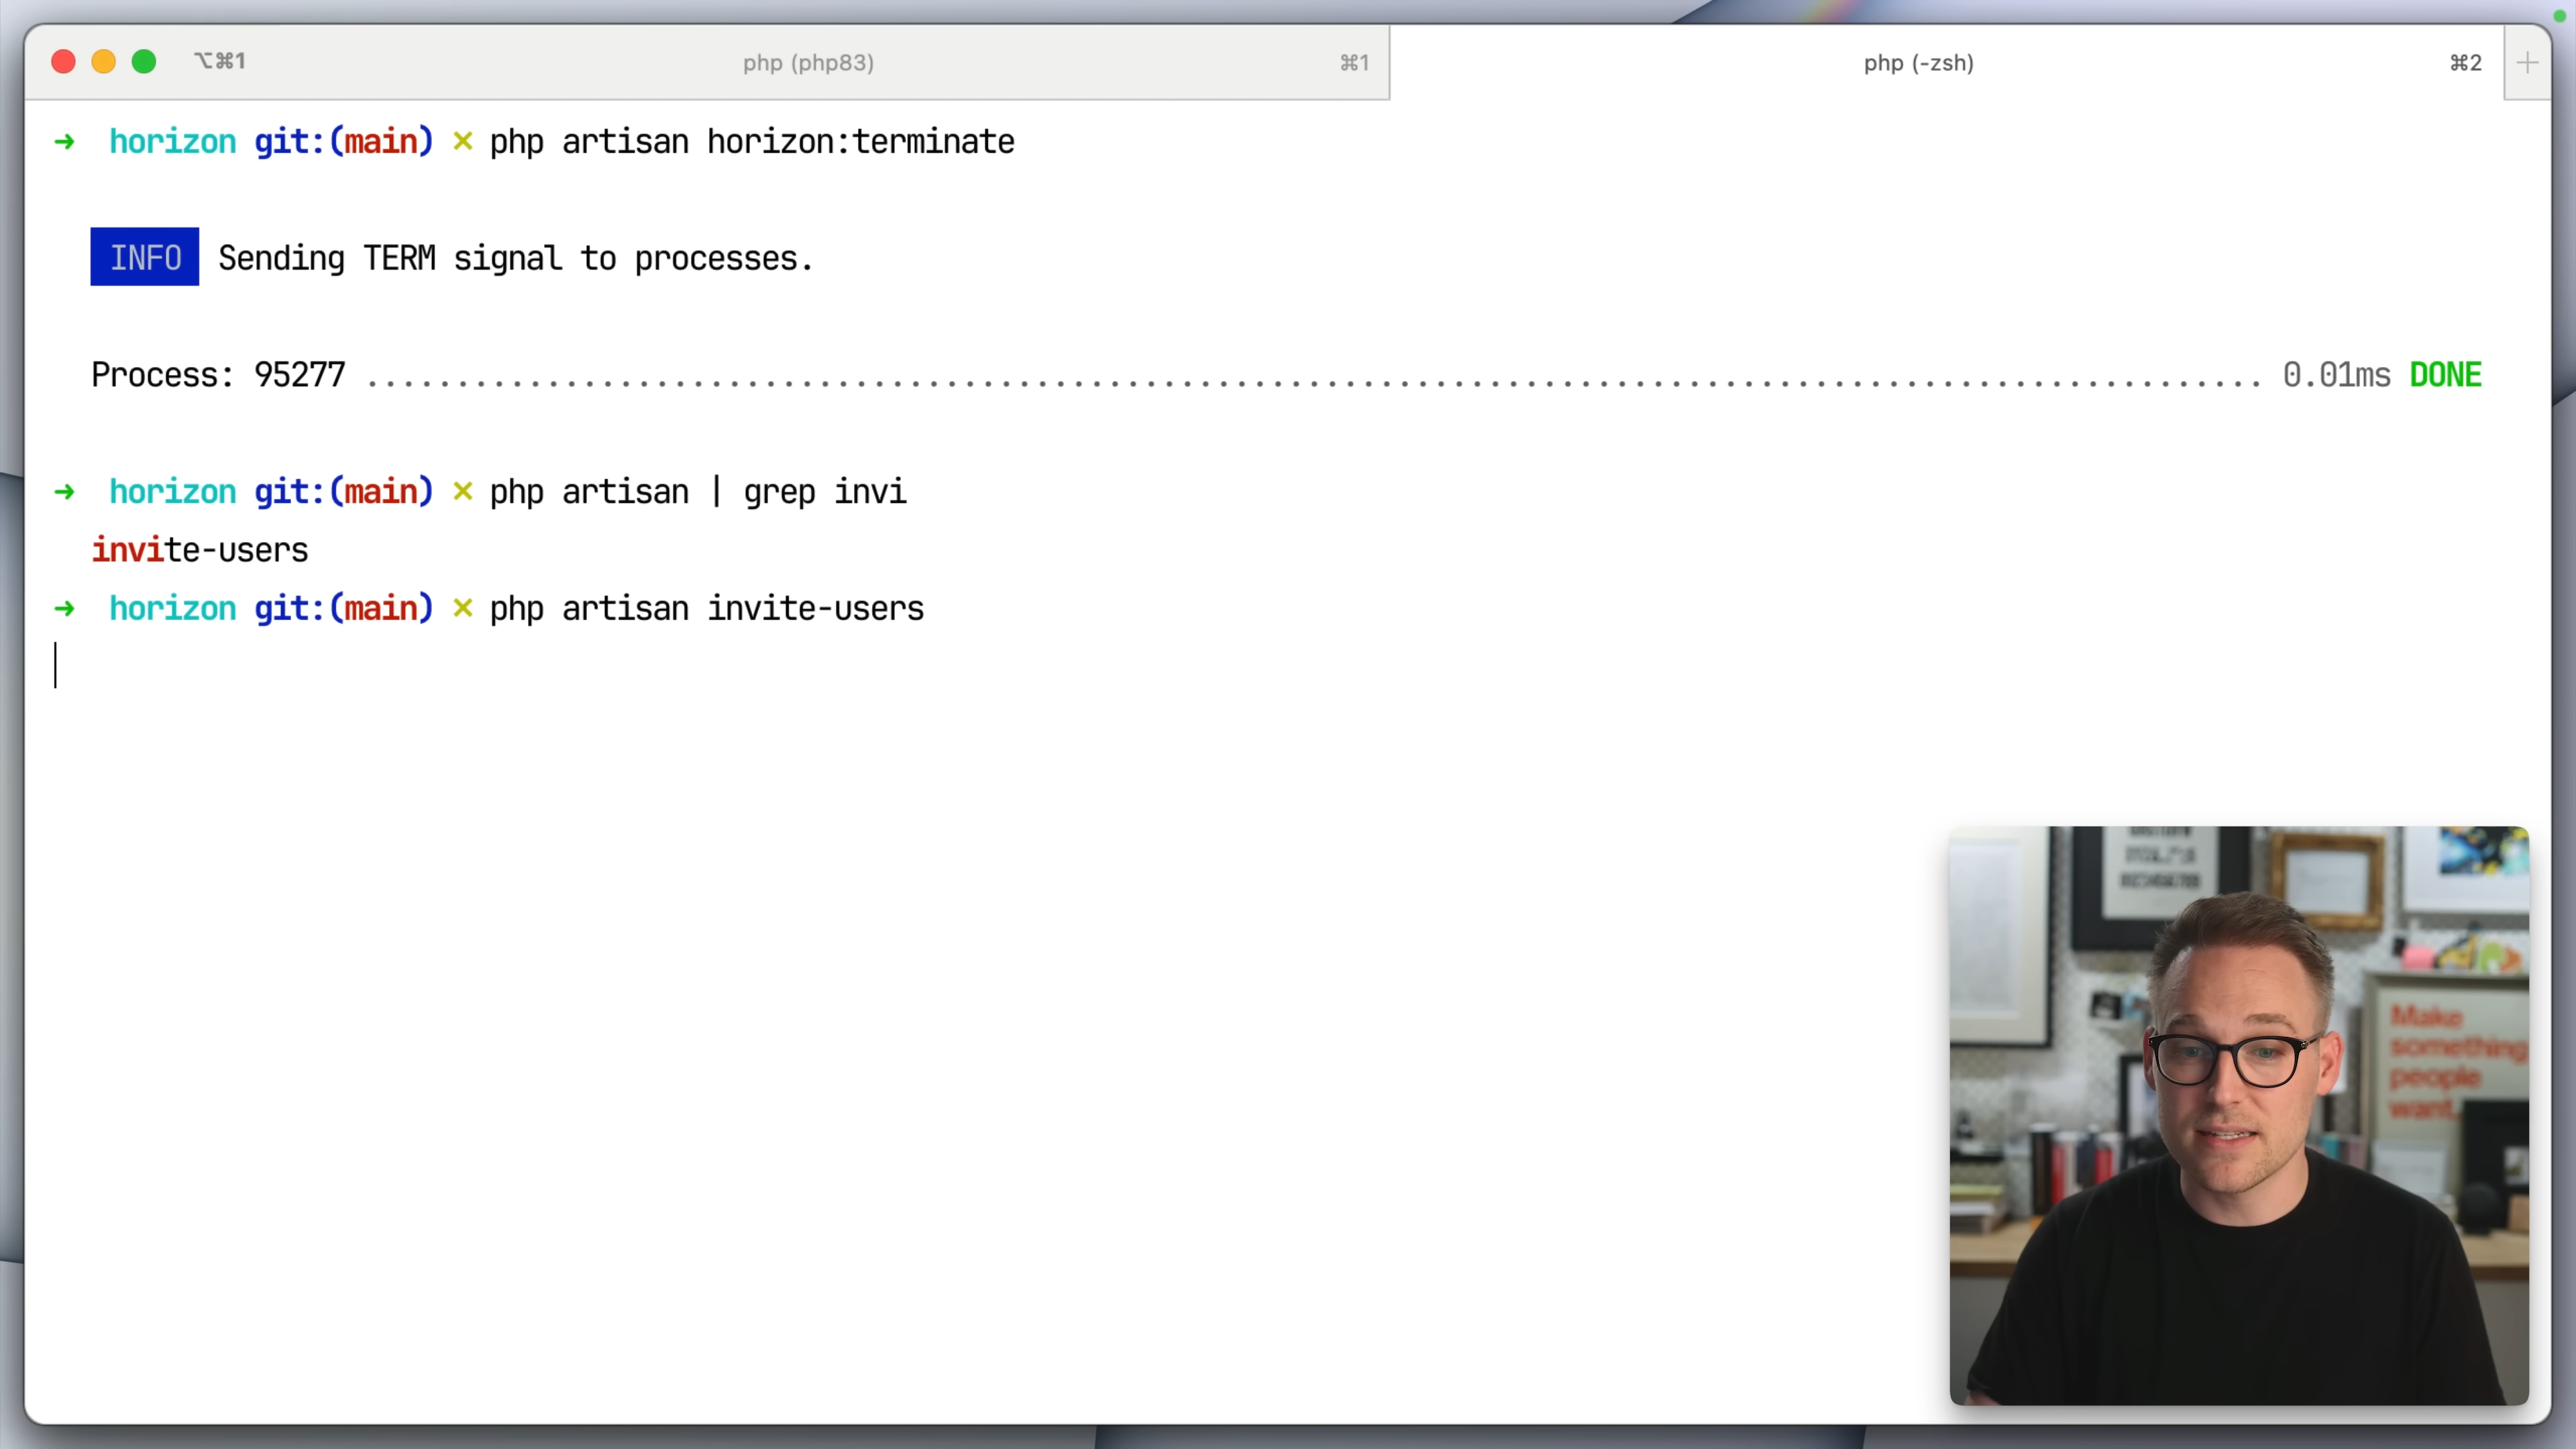 ⌥⌘1 php (php83) ⌘1 php (-zsh) ⌘2 +
➜ horizon git:(main) ✗ php artisan horizon:terminate
INFO Sending TERM signal to processes.
Process: 95277 ........................................................................................................ 0.01ms DONE
➜ horizon git:(main) ✗ php artisan | grep invi
invite-users
➜ horizon git:(main) ✗ php artisan invite-users
Make
something
people
want.